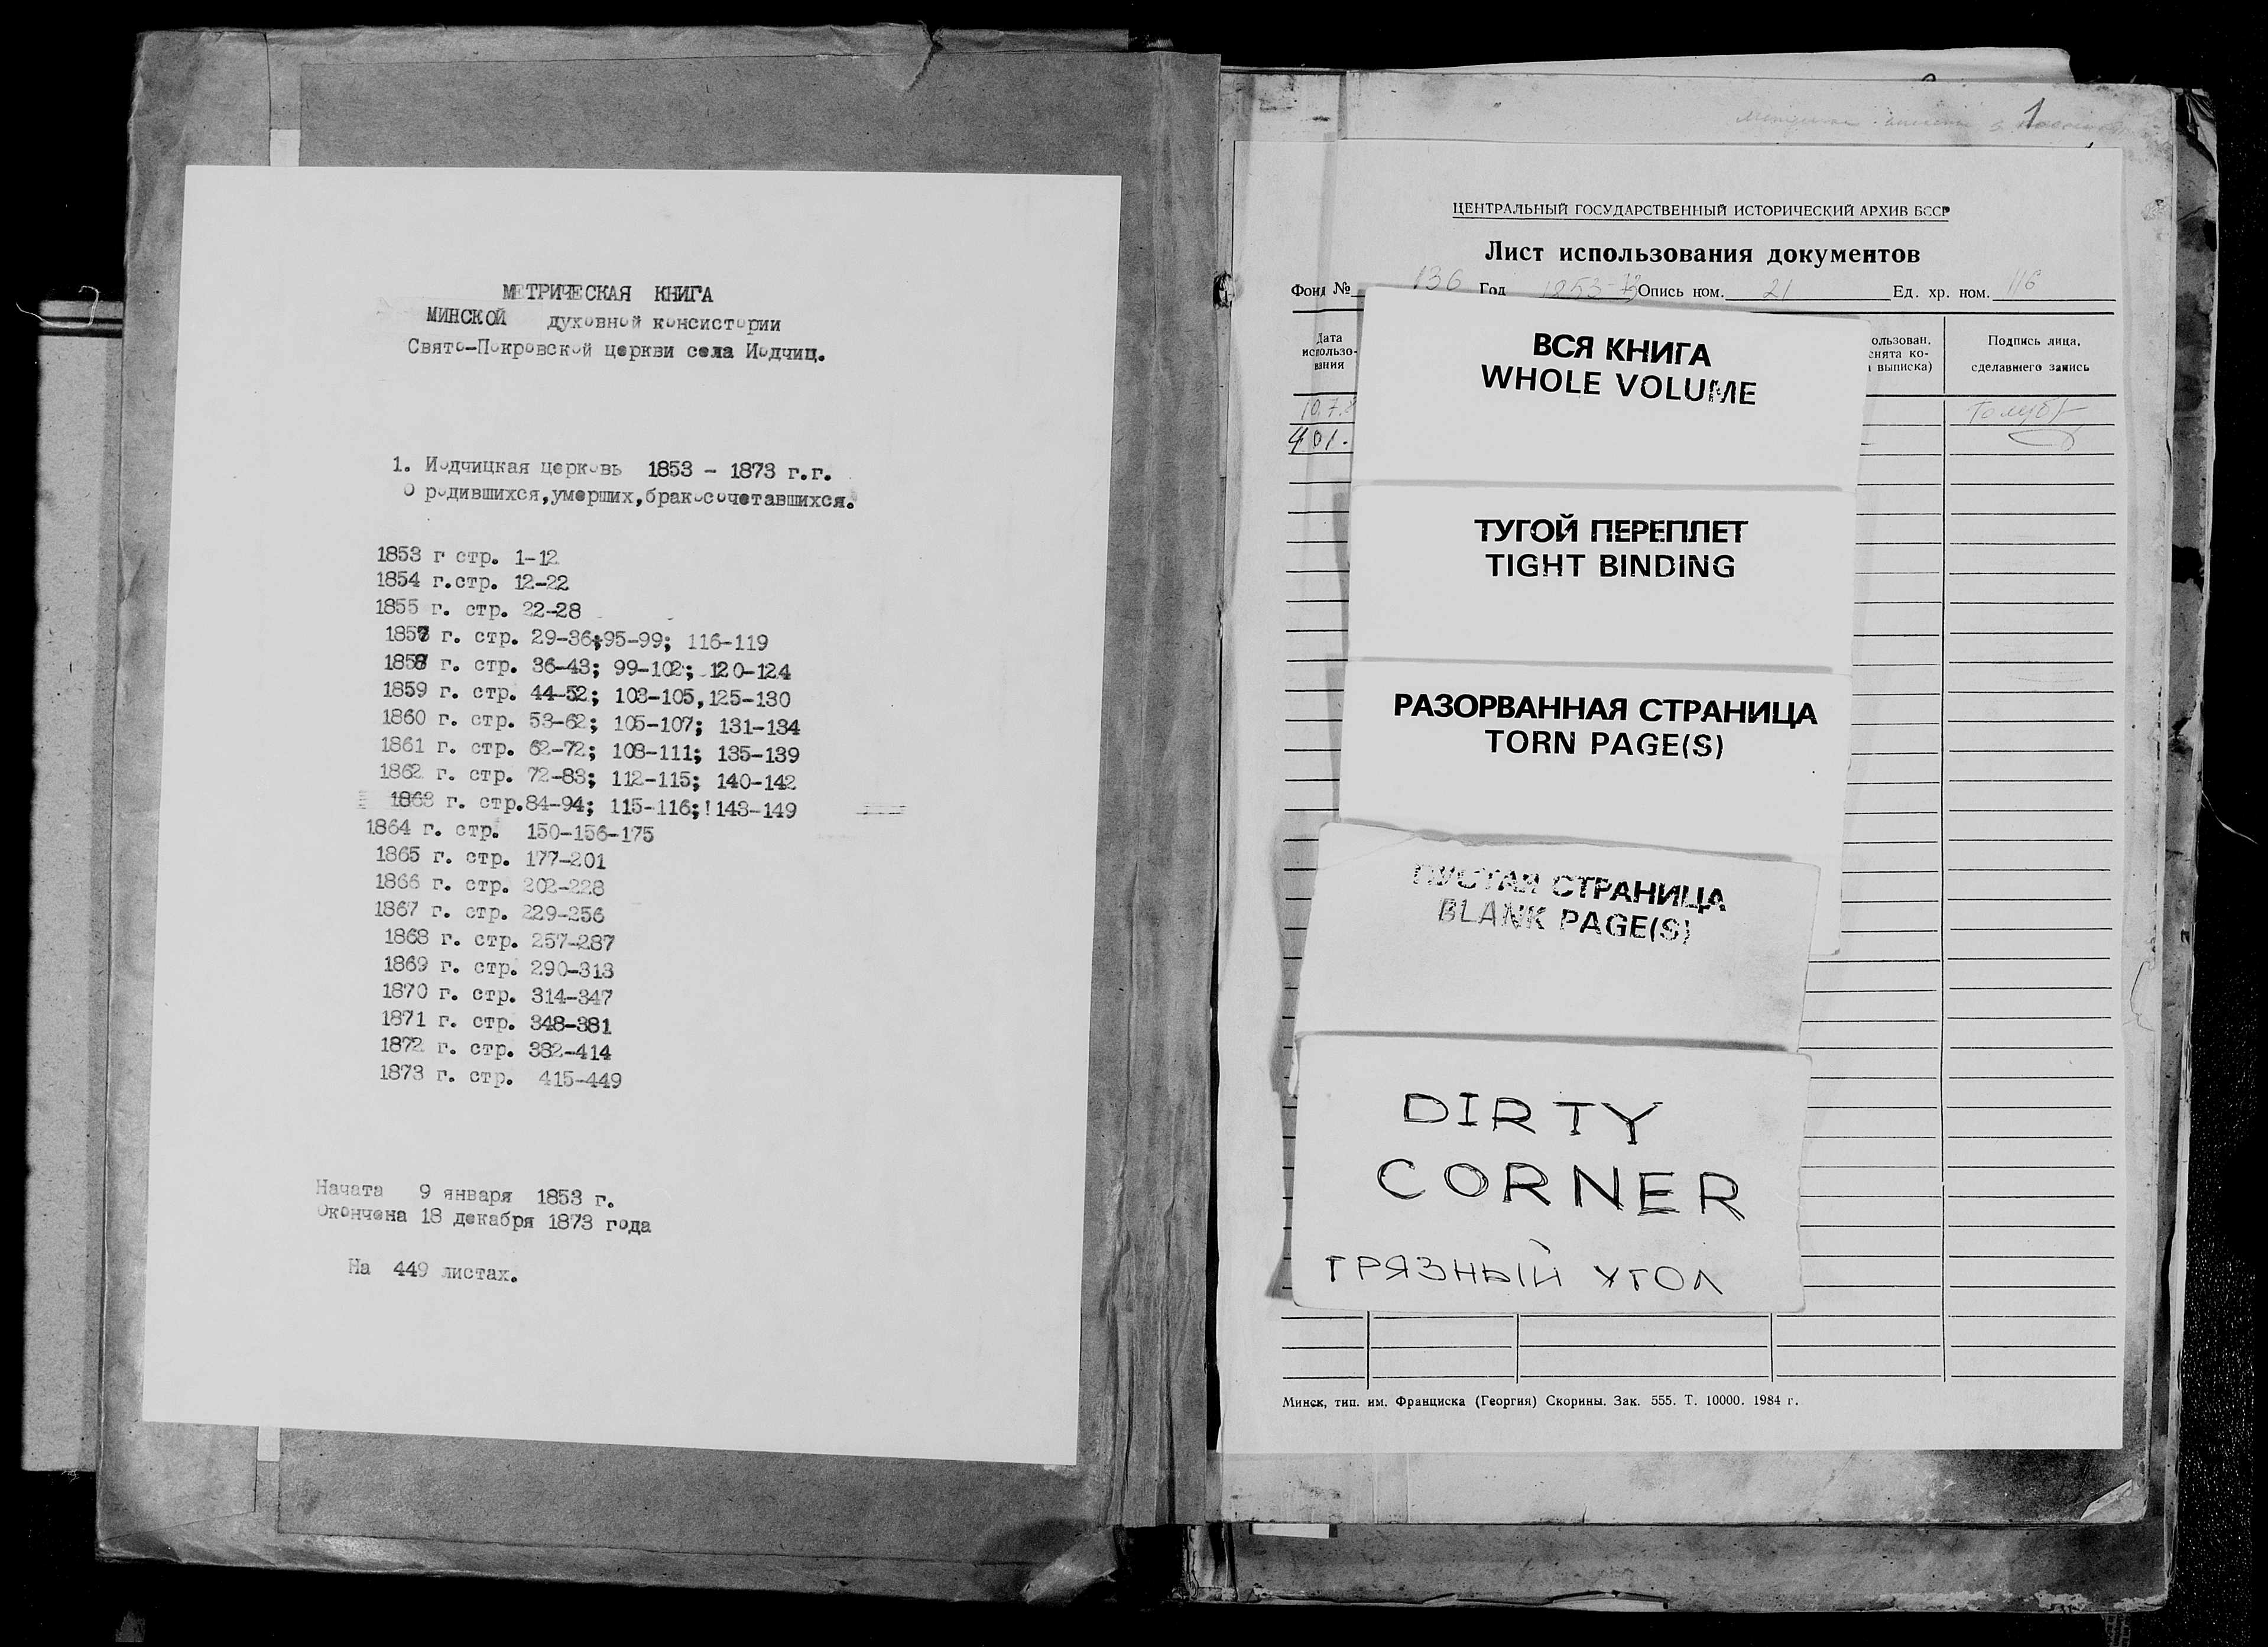 МЕТРИЧЕСКАЯ КНИГА
МИНСКОЙ духовной консистории
Свято-Покровской церкви села Иодчиц.
1. Иодчицкая церковь 1853 - 1873 г.г.
О родившихся,умерших,бракосочетавшихся.
1853 г стр. 1-12
1854 г.стр. 12-22
1855 г. стр. 22-28
1857 г. стр. 29-36;95-99; 116-119
1858 г. стр. 36-43; 99-102; 120-124
1859 г. стр. 44-52; 103-105,125-130
1860 г. стр. 53-62; 105-107; 131-134
1861 г. стр. 62-72; 108-111; 135-139
1862 г. стр. 72-83; 112-115; 140-142
1863 г. стр.84-94; 115-116;!143-149
1864 г. стр. 150-156-175
1865 г. стр. 177-201
1866 г. стр. 202-228
1867 г. стр. 229-256
1868 г. стр. 257-287
1869 г. стр. 290-313
1870 г. стр. 314-347
1871 г. стр. 348-381
1872 г. стр. 382-414
1873 г. стр. 415-449
Начата 9 января 1853 г.
Окончена 18 декабря 1873 года
На 449 листах.
1
ЦЕНТРАЛЬНЫЙ ГОСУДАРСТВЕННЫЙ ИСТОРИЧЕСКИЙ АРХИВ БССР
Лист использования документов
Фонд № 136 Год 1853-73 Опись ном. 21 Ед. хр. ном. 116
Дата
использо-
вания
ользован.
снята ко-
выписка)
Подпись лица,
сделавшего запись
10.7.8
Голуб
401.
ВСЯ КНИГА
WHOLE VOLUME
ТУГОЙ ПЕРЕПЛЕТ
TIGHT BINDING
РАЗОРВАННАЯ СТРАНИЦА
TORN PAGE(S)
ПУСТАЯ СТРАНИЦА
BLANK PAGE(S)
DIRTY
CORNER
ГРЯЗНЫЙ УГОЛ
Минск, тип. им. Франциска (Георгия) Скорины. Зак. 555. Т. 10000. 1984 г.